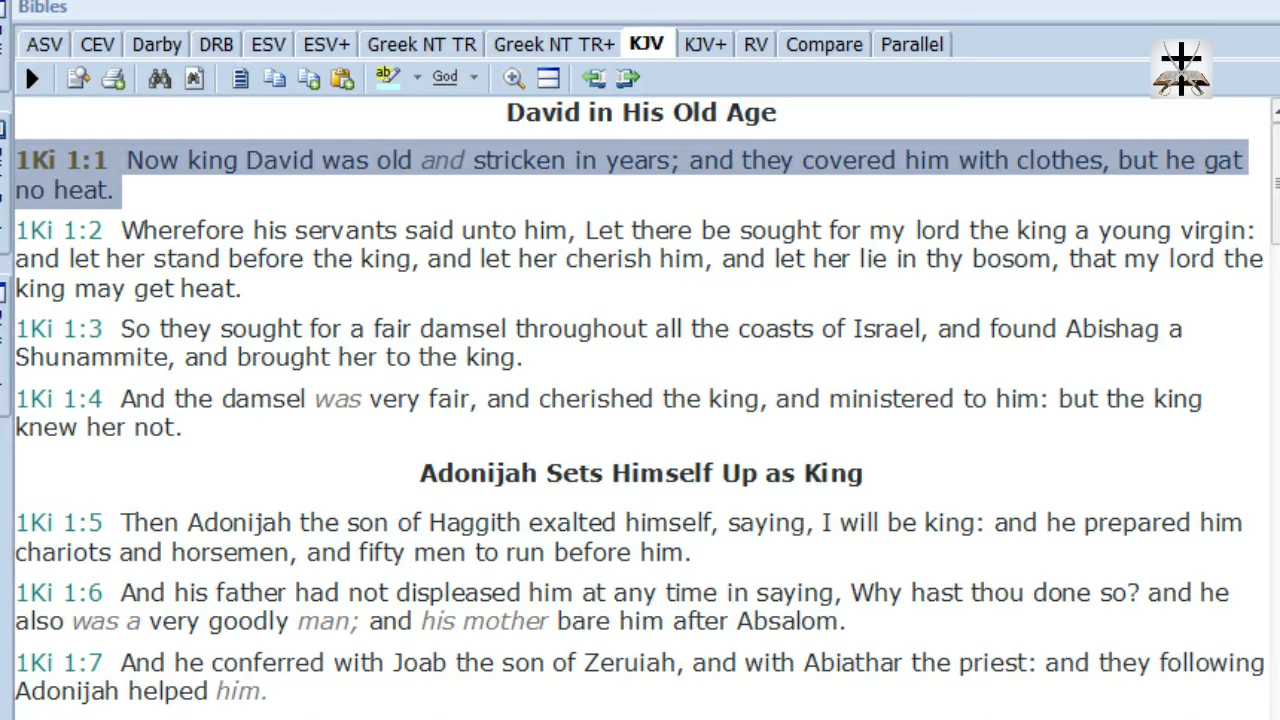 Bibles
ASV CEV Darby DRB ESV ESV+ Greek NT TR Greek NT TR+ KJV KJV+ RV Compare Parallel
ab God
David in His Old Age
1Ki 1:1 Now king David was old and stricken in years; and they covered him with clothes, but he gat
no heat.
1Ki 1:2 Wherefore his servants said unto him, Let there be sought for my lord the king a young virgin:
and let her stand before the king, and let her cherish him, and let her lie in thy bosom, that my lord the
king may get heat.
1Ki 1:3 So they sought for a fair damsel throughout all the coasts of Israel, and found Abishag a
Shunammite, and brought her to the king.
1Ki 1:4 And the damsel was very fair, and cherished the king, and ministered to him: but the king
knew her not.
Adonijah Sets Himself Up as King
1Ki 1:5 Then Adonijah the son of Haggith exalted himself, saying, I will be king: and he prepared him
chariots and horsemen, and fifty men to run before him.
1Ki 1:6 And his father had not displeased him at any time in saying, Why hast thou done so? and he
also was a very goodly man; and his mother bare him after Absalom.
1Ki 1:7 And he conferred with Joab the son of Zeruiah, and with Abiathar the priest: and they following
Adonijah helped him.